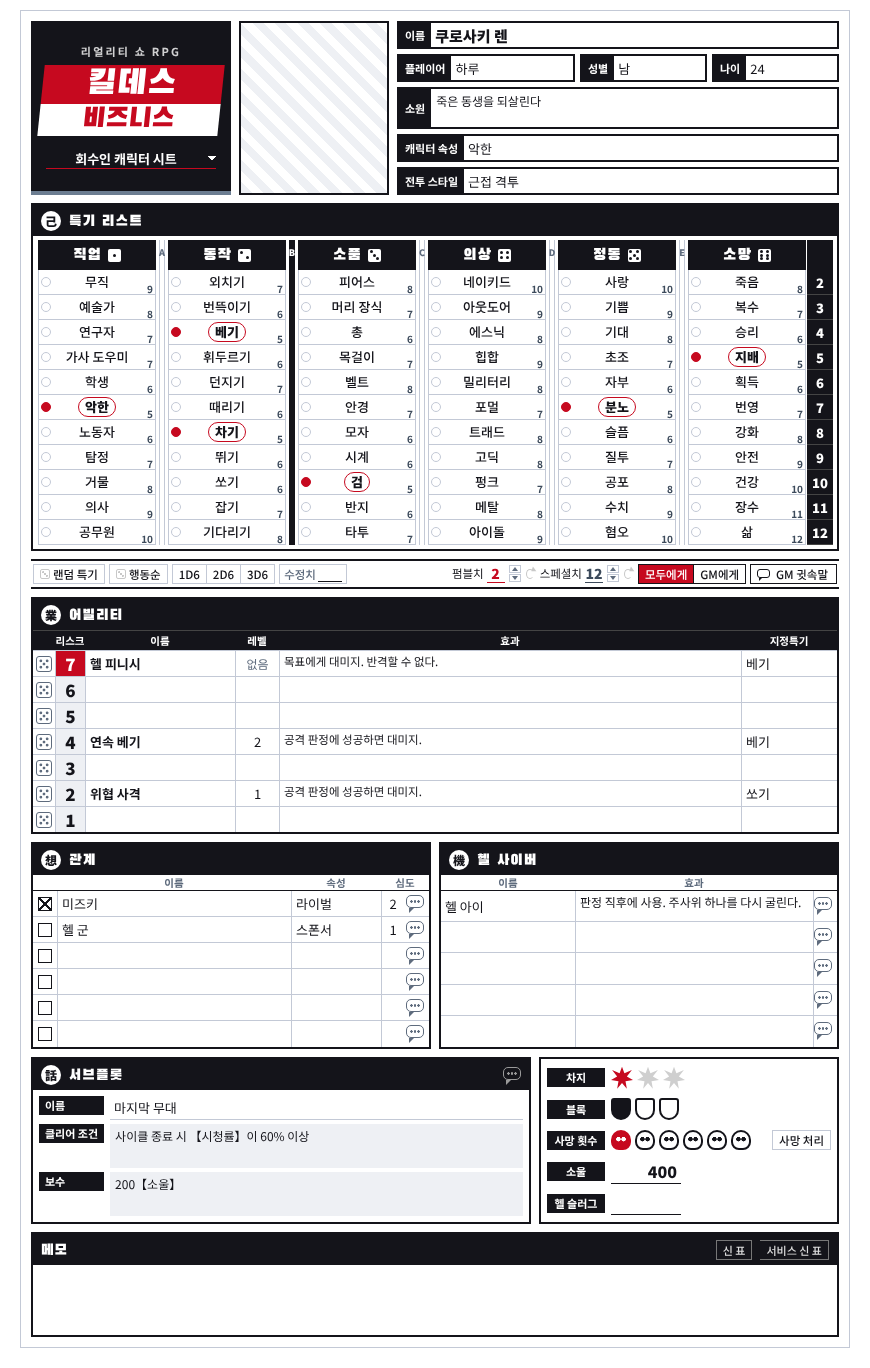 리얼리티 쇼 RPG
킬데스
비즈니스
회수인 캐릭터 시트
이름 쿠로사키 렌
플레이어 하루 성별 남 나이 24
소원 죽은 동생을 되살린다
캐릭터 속성 악한
전투 스타일 근접 격투
己 특기 리스트
직업 A 동작 B 소품 C 의상 D 정동 E 소망
무직 9 외치기 7 피어스 8 네이키드 10 사랑 10 죽음 8 2
예술가 8 번뜩이기 6 머리 장식 7 아웃도어 9 기쁨 9 복수 7 3
연구자 7 베기 5 총 6 에스닉 8 기대 8 승리 6 4
가사 도우미 7 휘두르기 6 목걸이 7 힙합 9 초조 7 지배 5 5
학생 6 던지기 7 벨트 8 밀리터리 8 자부 6 획득 6 6
악한 5 때리기 6 안경 7 포멀 7 분노 5 번영 7 7
노동자 6 차기 5 모자 6 트래드 8 슬픔 6 강화 8 8
탐정 7 뛰기 6 시계 6 고딕 8 질투 7 안전 9 9
거물 8 쏘기 6 검 5 펑크 7 공포 8 건강 10 10
의사 9 잡기 7 반지 6 메탈 8 수치 9 장수 11 11
공무원 10 기다리기 8 타투 7 아이돌 9 혐오 10 삶 12 12
랜덤 특기 행동순 1D6 2D6 3D6 수정치 펌블치 2 스페셜치 12 모두에게 GM에게 GM 귓속말
業 어빌리티
리스크 이름 레벨 효과 지정특기
7 헬 피니시 없음 목표에게 대미지. 반격할 수 없다. 베기
6
5
4 연속 베기 2 공격 판정에 성공하면 대미지. 베기
3
2 위협 사격 1 공격 판정에 성공하면 대미지. 쏘기
1
想 관계
이름 속성 심도
미즈키 라이벌 2
헬 군 스폰서 1
機 헬 사이버
이름 효과
헬 아이 판정 직후에 사용. 주사위 하나를 다시 굴린다.
話 서브플롯
이름 마지막 무대
클리어 조건 사이클 종료 시 【시청률】이 60% 이상
보수 200【소울】
차지
블록
사망 횟수 사망 처리
소울 400
헬 슬러그
메모 신 표 서비스 신 표